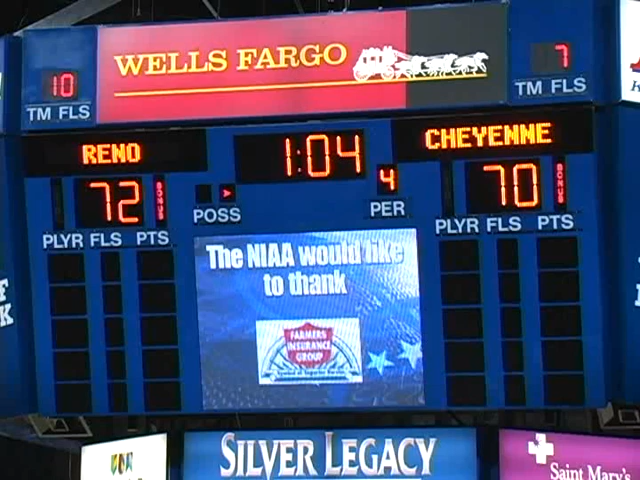 WELLS FARGO
10
TM FLS
7
TM FLS
RENO
1:04
CHEYENNE
72
BONUS
POSS
4
PER
70
BONUS
PLYR FLS PTS
PLYR FLS PTS
The NIAA would like
to thank
FARMERS
INSURANCE
GROUP
SILVER LEGACY
Saint Mary's